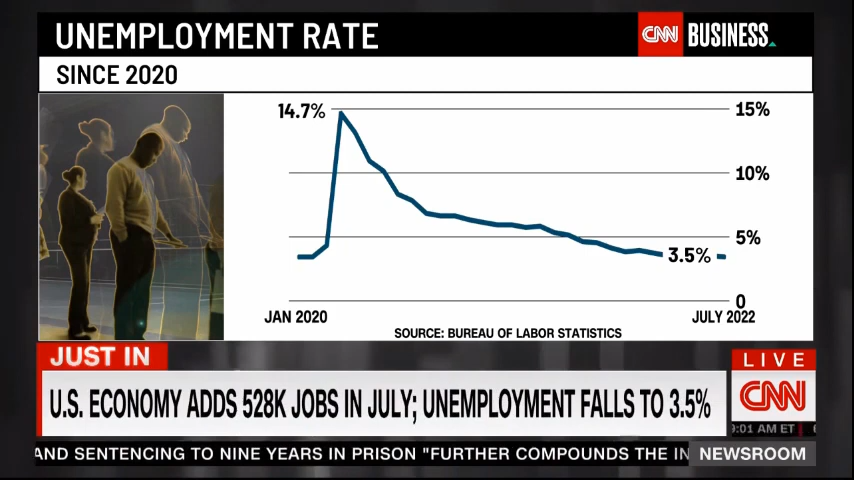 UNEMPLOYMENT RATE
CNN BUSINESS
SINCE 2020
14.7%
15%
10%
5%
3.5%
0
JAN 2020
JULY 2022
SOURCE: BUREAU OF LABOR STATISTICS
JUST IN
LIVE
U.S. ECONOMY ADDS 528K JOBS IN JULY; UNEMPLOYMENT FALLS TO 3.5%
CNN
9:01 AM ET
AND SENTENCING TO NINE YEARS IN PRISON "FURTHER COMPOUNDS THE IN
NEWSROOM